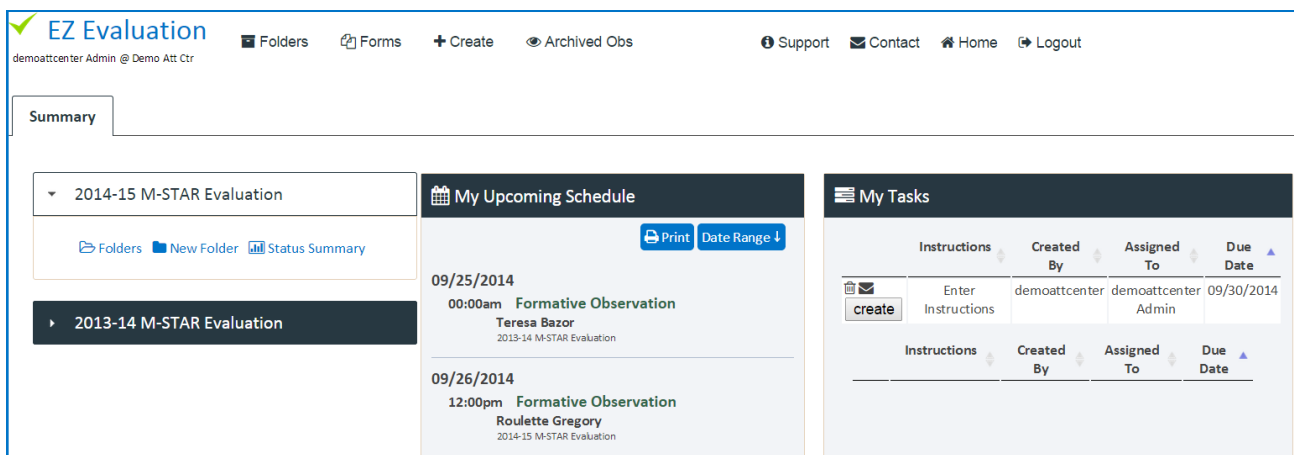 EZ Evaluation
Folders Forms Create Archived Obs Support Contact Home Logout
demoattcenter Admin @ Demo Att Ctr
Summary
2014-15 M-STAR Evaluation
Folders New Folder Status Summary
2013-14 M-STAR Evaluation
My Upcoming Schedule
Print Date Range ↓
09/25/2014
00:00am Formative Observation
Teresa Bazor
2013-14 M-STAR Evaluation
09/26/2014
12:00pm Formative Observation
Roulette Gregory
2014-15 M-STAR Evaluation
My Tasks
Instructions Created By Assigned To Due Date
create Enter Instructions demoattcenter demoattcenter Admin 09/30/2014
Instructions Created By Assigned To Due Date